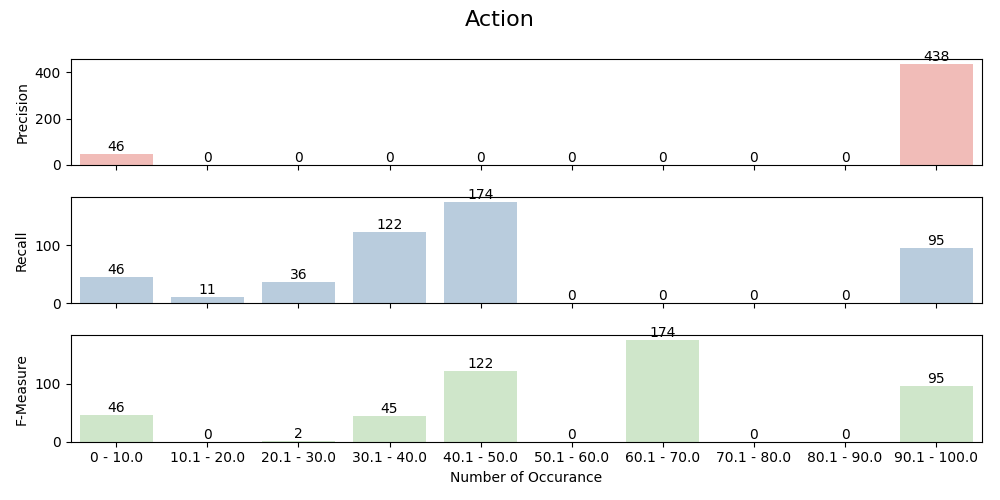 Action
Precision
400
200
0
46 0 0 0 0 0 0 0 0 438
Recall
100
0
46 11 36 122 174 0 0 0 0 95
F-Measure
100
0
46 0 2 45 122 0 174 0 0 95
0 - 10.0 10.1 - 20.0 20.1 - 30.0 30.1 - 40.0 40.1 - 50.0 50.1 - 60.0 60.1 - 70.0 70.1 - 80.0 80.1 - 90.0 90.1 - 100.0
Number of Occurance